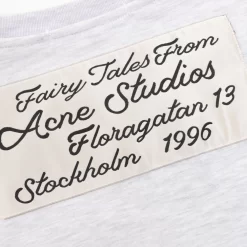 Fairy Tales From
Acne Studios
Floragatan 13
Stockholm 1996